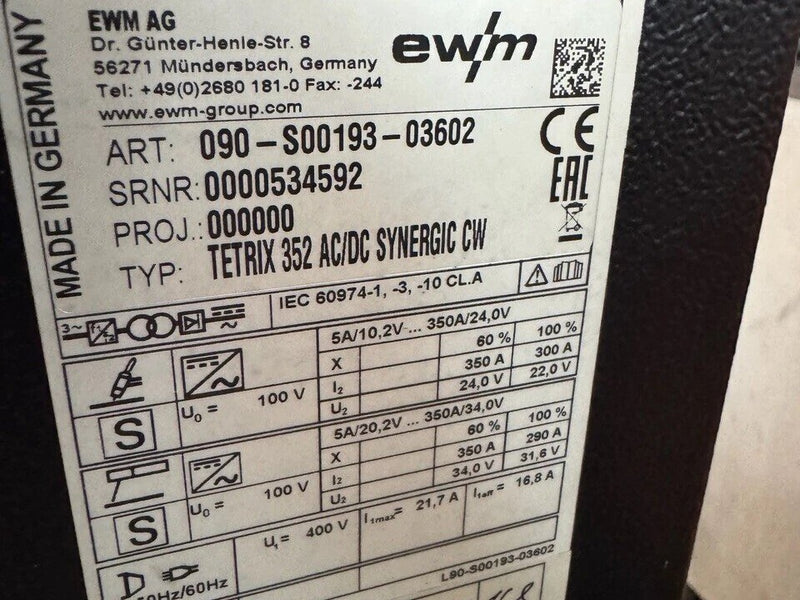 MADE IN GERMANY
EWM AG
Dr. Günter-Henle-Str. 8
56271 Mündersbach, Germany
Tel: +49(0)2680 181-0 Fax: -244
www.ewm-group.com
ewm
CE
EAC
ART: 090-S00193-03602
SRNR: 0000534592
PROJ.: 000000
TYP: TETRIX 352 AC/DC SYNERGIC CW
3~ f1 f2
IEC 60974-1, -3, -10 CL.A
5A/10,2V ... 350A/24,0V
X 60 % 100 %
I2 350 A 300 A
U2 24,0 V 22,0 V
S
U0 = 100 V
5A/20,2V ... 350A/34,0V
X 60 % 100 %
I2 350 A 290 A
U2 34,0 V 31,6 V
S
U0 = 100 V
U1 = 400 V
I1max = 21,7 A
I1eff = 16,8 A
Hz/60Hz
L90-S00193-03602